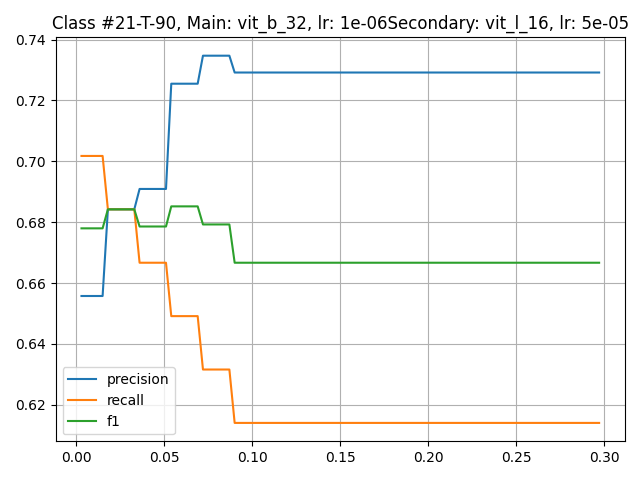 Class #21-T-90, Main: vit_b_32, lr: 1e-06Secondary: vit_l_16, lr: 5e-05
0.74
0.72
0.70
0.68
0.66
0.64
0.62
precision
recall
f1
0.00 0.05 0.10 0.15 0.20 0.25 0.30